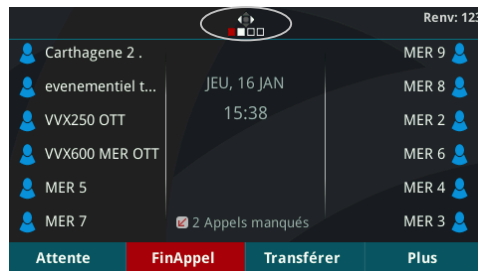 Renv: 123
Carthagene 2 .
MER 9
evenementiel t...
JEU, 16 JAN
MER 8
VVX250 OTT
15:38
MER 2
VVX600 MER OTT
MER 6
MER 5
MER 4
MER 7
2 Appels manqués
MER 3
Attente
FinAppel
Transférer
Plus